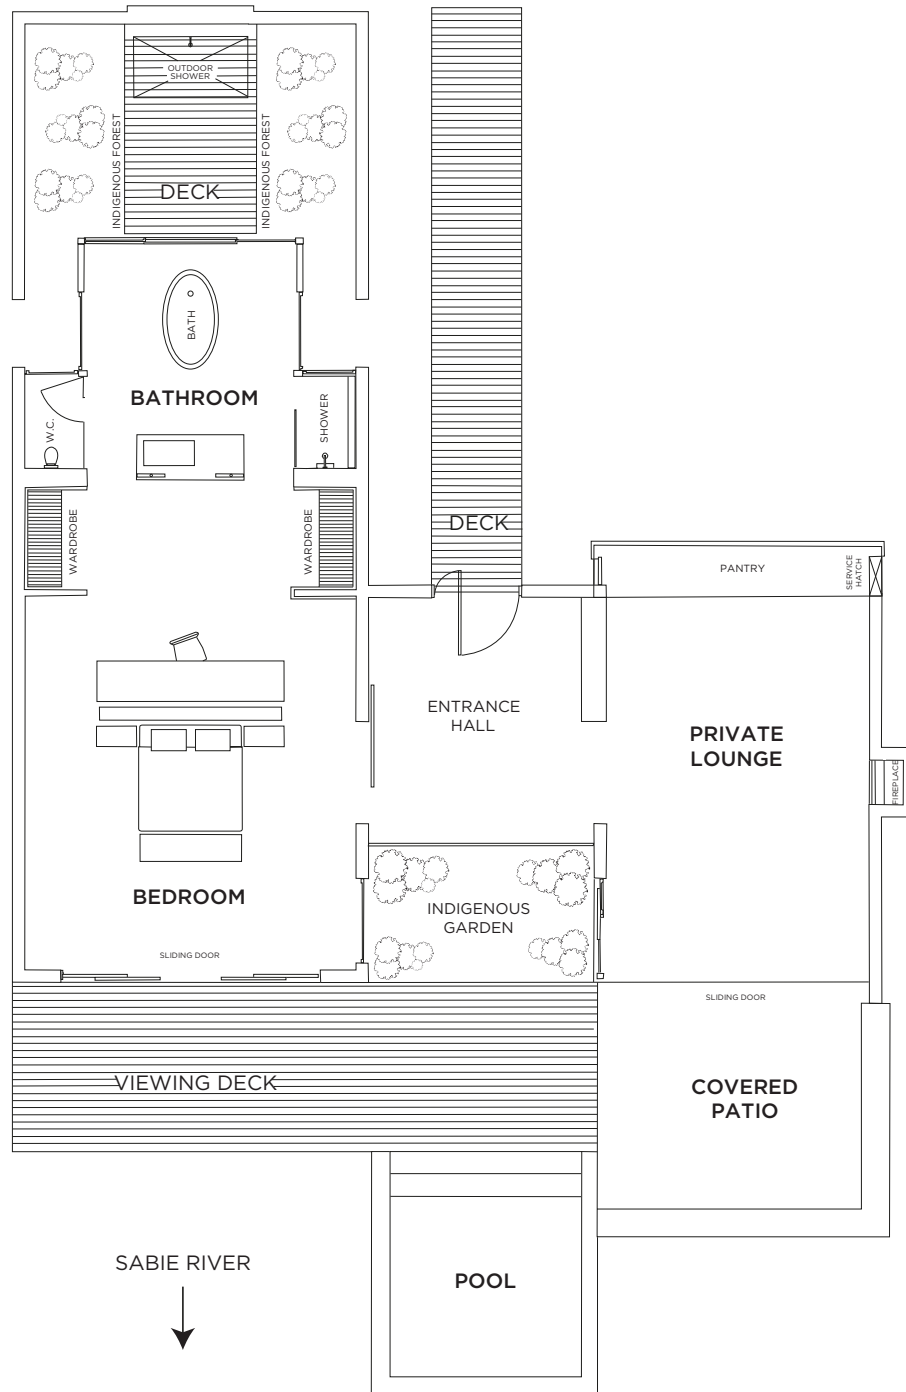 OUTDOOR
SHOWER
INDIGENOUS FOREST
INDIGENOUS FOREST
DECK
BATH
BATHROOM
W.C.
SHOWER
WARDROBE
WARDROBE
DECK
PANTRY
SERVICE
HATCH
ENTRANCE
HALL
PRIVATE
LOUNGE
FIREPLACE
BEDROOM
INDIGENOUS
GARDEN
SLIDING DOOR
SLIDING DOOR
VIEWING DECK
COVERED
PATIO
SABIE RIVER
POOL